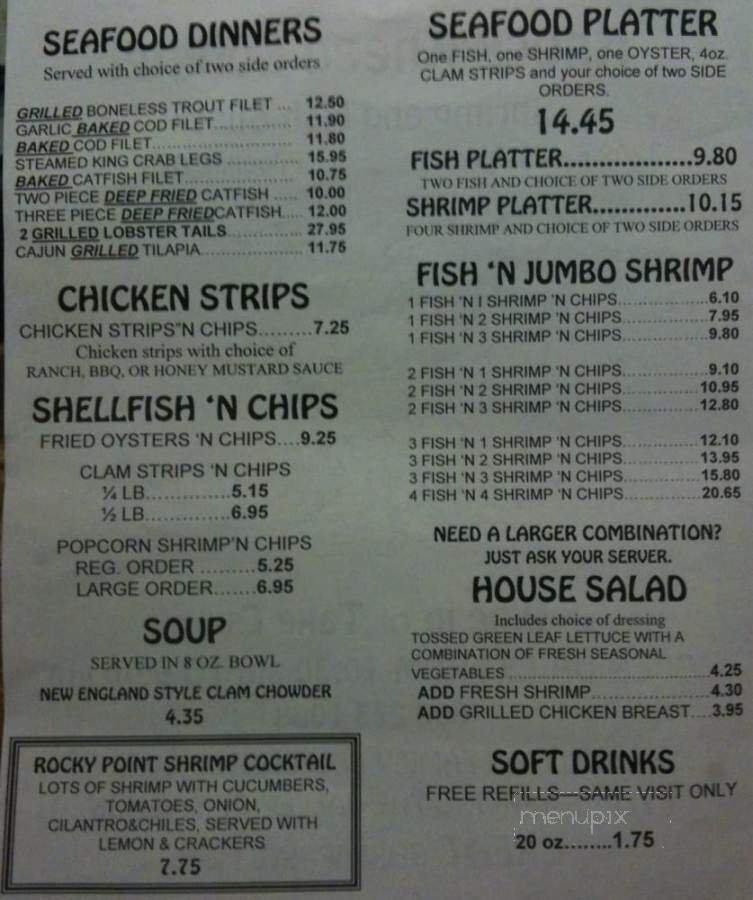 SEAFOOD DINNERS
Served with choice of two side orders
GRILLED BONELESS TROUT FILET ... 12.50
GARLIC BAKED COD FILET............... 11.90
BAKED COD FILET........................... 11.80
STEAMED KING CRAB LEGS ............. 15.95
BAKED CATFISH FILET..................... 10.75
TWO PIECE DEEP FRIED CATFISH ..... 10.00
THREE PIECE DEEP FRIEDCATFISH.... 12.00
2 GRILLED LOBSTER TAILS............. 27.95
CAJUN GRILLED TILAPIA................... 11.75
CHICKEN STRIPS
CHICKEN STRIPS"N CHIPS.........7.25
Chicken strips with choice of
RANCH, BBQ, OR HONEY MUSTARD SAUCE
SHELLFISH 'N CHIPS
FRIED OYSTERS 'N CHIPS....9.25
CLAM STRIPS 'N CHIPS
¼ LB..............5.15
½ LB..............6.95
POPCORN SHRIMP'N CHIPS
REG. ORDER .........5.25
LARGE ORDER.......6.95
SOUP
SERVED IN 8 OZ. BOWL
NEW ENGLAND STYLE CLAM CHOWDER
4.35
ROCKY POINT SHRIMP COCKTAIL
LOTS OF SHRIMP WITH CUCUMBERS,
TOMATOES, ONION,
CILANTRO&CHILES, SERVED WITH
LEMON & CRACKERS
7.75
SEAFOOD PLATTER
One FISH, one SHRIMP, one OYSTER, 4oz.
CLAM STRIPS and your choice of two SIDE
ORDERS.
14.45
FISH PLATTER..................9.80
TWO FISH AND CHOICE OF TWO SIDE ORDERS
SHRIMP PLATTER.............10.15
FOUR SHRIMP AND CHOICE OF TWO SIDE ORDERS
FISH 'N JUMBO SHRIMP
1 FISH 'N I SHRIMP 'N CHIPS..................6.10
1 FISH 'N 2 SHRIMP 'N CHIPS..................7.95
1 FISH 'N 3 SHRIMP 'N CHIPS..................9.80
2 FISH 'N 1 SHRIMP 'N CHIPS..................9.10
2 FISH 'N 2 SHRIMP 'N CHIPS................10.95
2 FISH 'N 3 SHRIMP 'N CHIPS................12.80
3 FISH 'N 1 SHRIMP 'N CHIPS................12.10
3 FISH 'N 2 SHRIMP 'N CHIPS................13.95
3 FISH 'N 3 SHRIMP 'N CHIPS................15.80
4 FISH 'N 4 SHRIMP 'N CHIPS................20.65
NEED A LARGER COMBINATION?
JUST ASK YOUR SERVER.
HOUSE SALAD
Includes choice of dressing
TOSSED GREEN LEAF LETTUCE WITH A
COMBINATION OF FRESH SEASONAL
VEGETABLES ........................................4.25
ADD FRESH SHRIMP.......................4.30
ADD GRILLED CHICKEN BREAST....3.95
SOFT DRINKS
FREE REFILLS---SAME VISIT ONLY
menupix
20 oz........1.75